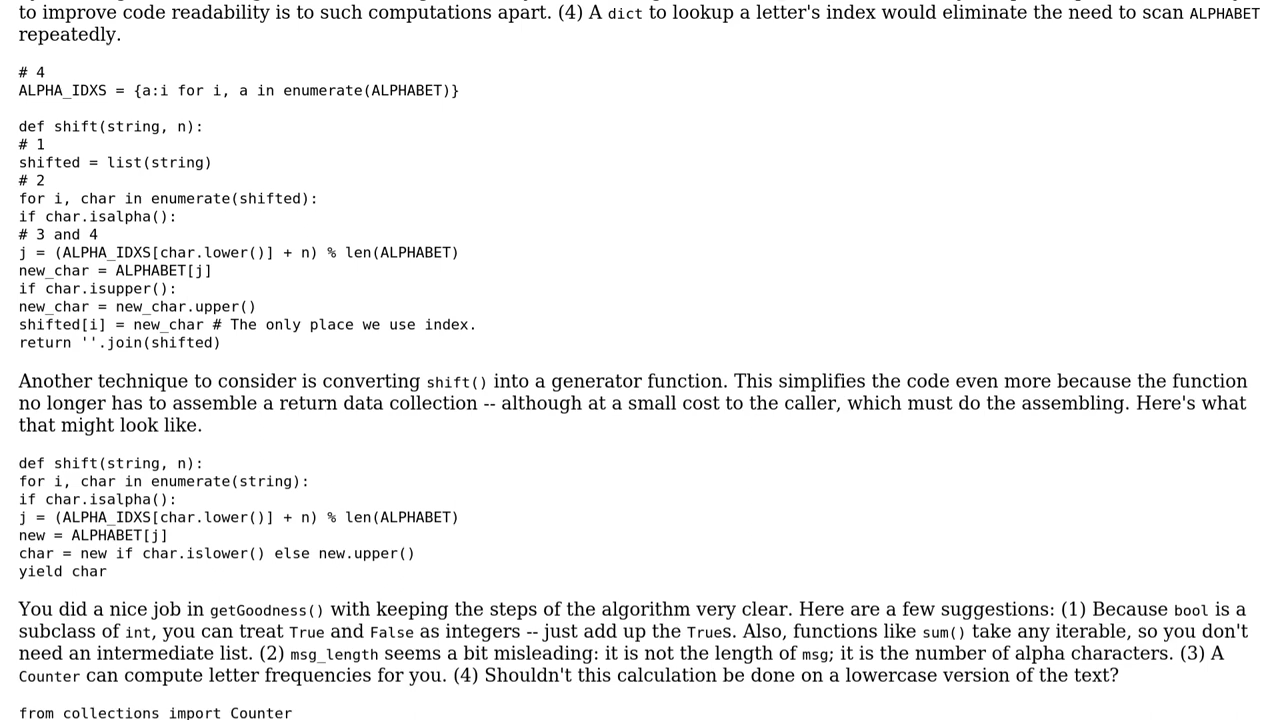 to improve code readability is to such computations apart. (4) A dict to lookup a letter's index would eliminate the need to scan ALPHABET
repeatedly.
# 4
ALPHA_IDXS = {a:i for i, a in enumerate(ALPHABET)}
def shift(string, n):
# 1
shifted = list(string)
# 2
for i, char in enumerate(shifted):
if char.isalpha():
# 3 and 4
j = (ALPHA_IDXS[char.lower()] + n) % len(ALPHABET)
new_char = ALPHABET[j]
if char.isupper():
new_char = new_char.upper()
shifted[i] = new_char # The only place we use index.
return ''.join(shifted)
Another technique to consider is converting shift() into a generator function. This simplifies the code even more because the function
no longer has to assemble a return data collection -- although at a small cost to the caller, which must do the assembling. Here's what
that might look like.
def shift(string, n):
for i, char in enumerate(string):
if char.isalpha():
j = (ALPHA_IDXS[char.lower()] + n) % len(ALPHABET)
new = ALPHABET[j]
char = new if char.islower() else new.upper()
yield char
You did a nice job in getGoodness() with keeping the steps of the algorithm very clear. Here are a few suggestions: (1) Because bool is a
subclass of int, you can treat True and False as integers -- just add up the Trues. Also, functions like sum() take any iterable, so you don't
need an intermediate list. (2) msg_length seems a bit misleading: it is not the length of msg; it is the number of alpha characters. (3) A
Counter can compute letter frequencies for you. (4) Shouldn't this calculation be done on a lowercase version of the text?
from collections import Counter